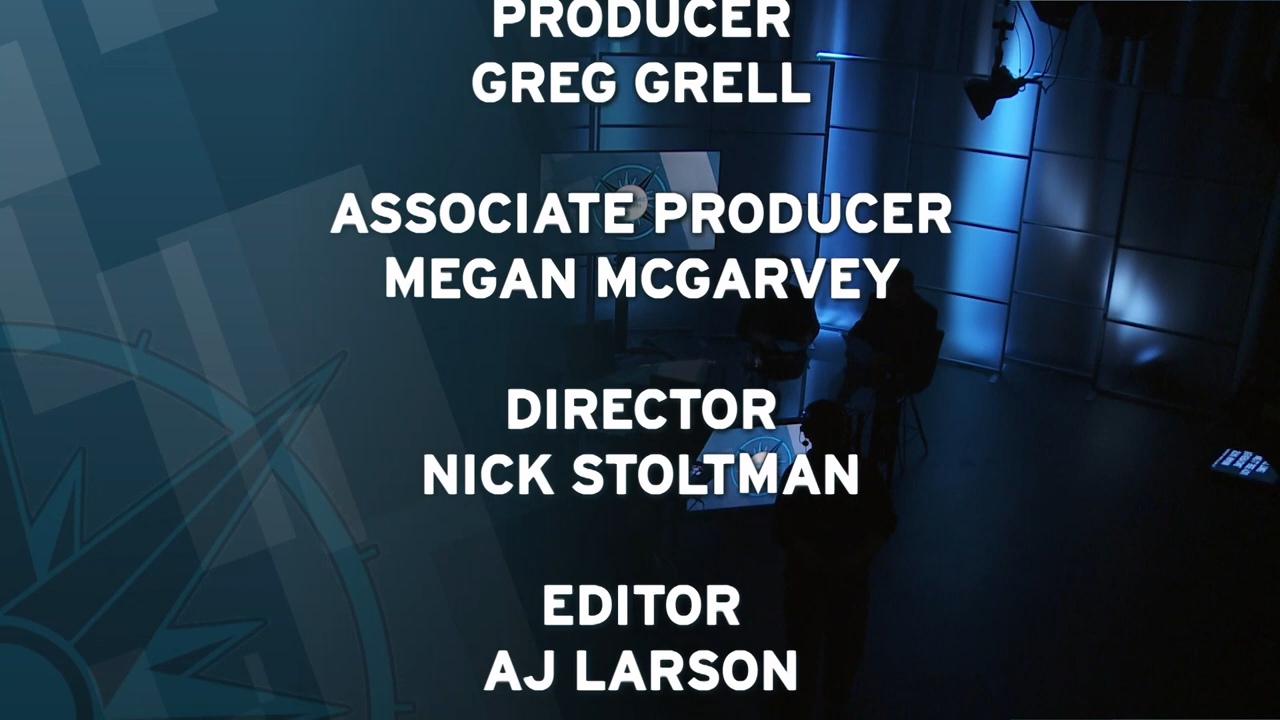 PRODUCER
GREG GRELL
ASSOCIATE PRODUCER
MEGAN MCGARVEY
DIRECTOR
NICK STOLTMAN
EDITOR
AJ LARSON